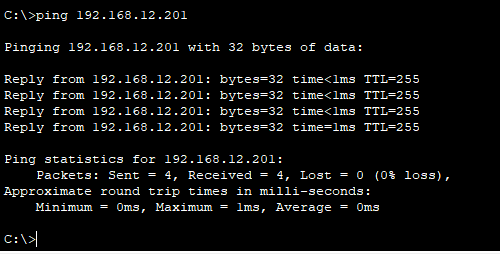 C:\>ping 192.168.12.201
Pinging 192.168.12.201 with 32 bytes of data:
Reply from 192.168.12.201: bytes=32 time<1ms TTL=255
Reply from 192.168.12.201: bytes=32 time<1ms TTL=255
Reply from 192.168.12.201: bytes=32 time<1ms TTL=255
Reply from 192.168.12.201: bytes=32 time=1ms TTL=255
Ping statistics for 192.168.12.201:
    Packets: Sent = 4, Received = 4, Lost = 0 (0% loss),
Approximate round trip times in milli-seconds:
    Minimum = 0ms, Maximum = 1ms, Average = 0ms
C:\>